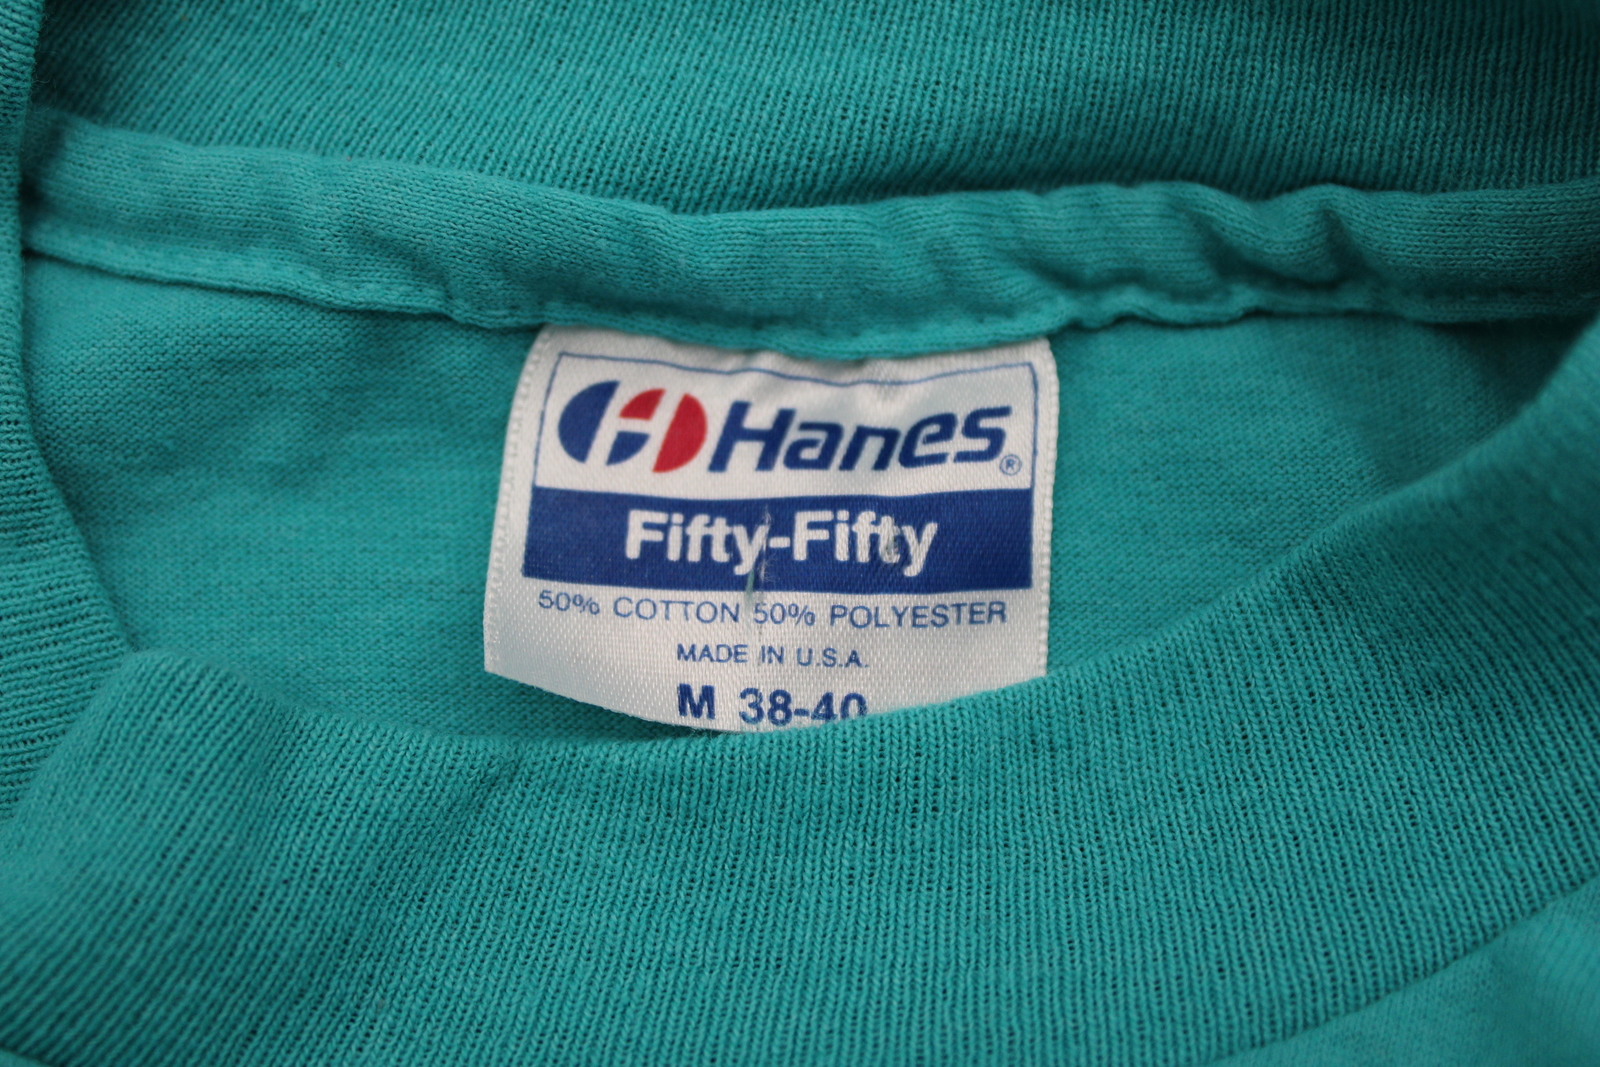 Hanes®
Fifty-Fifty
50% COTTON 50% POLYESTER
MADE IN U.S.A.
M 38-40